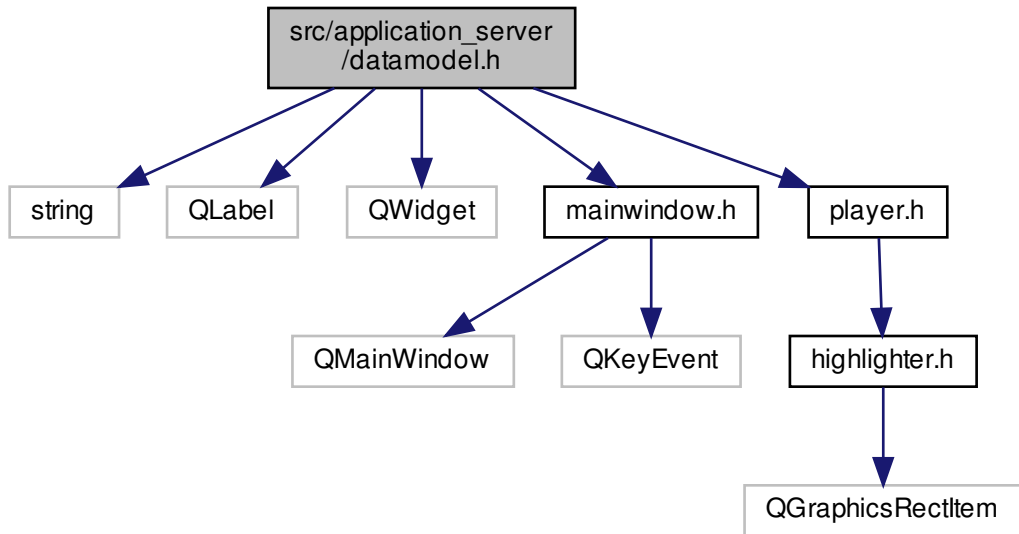 src/application_server
/datamodel.h
string
QLabel
QWidget
mainwindow.h
player.h
QMainWindow
QKeyEvent
highlighter.h
QGraphicsRectItem